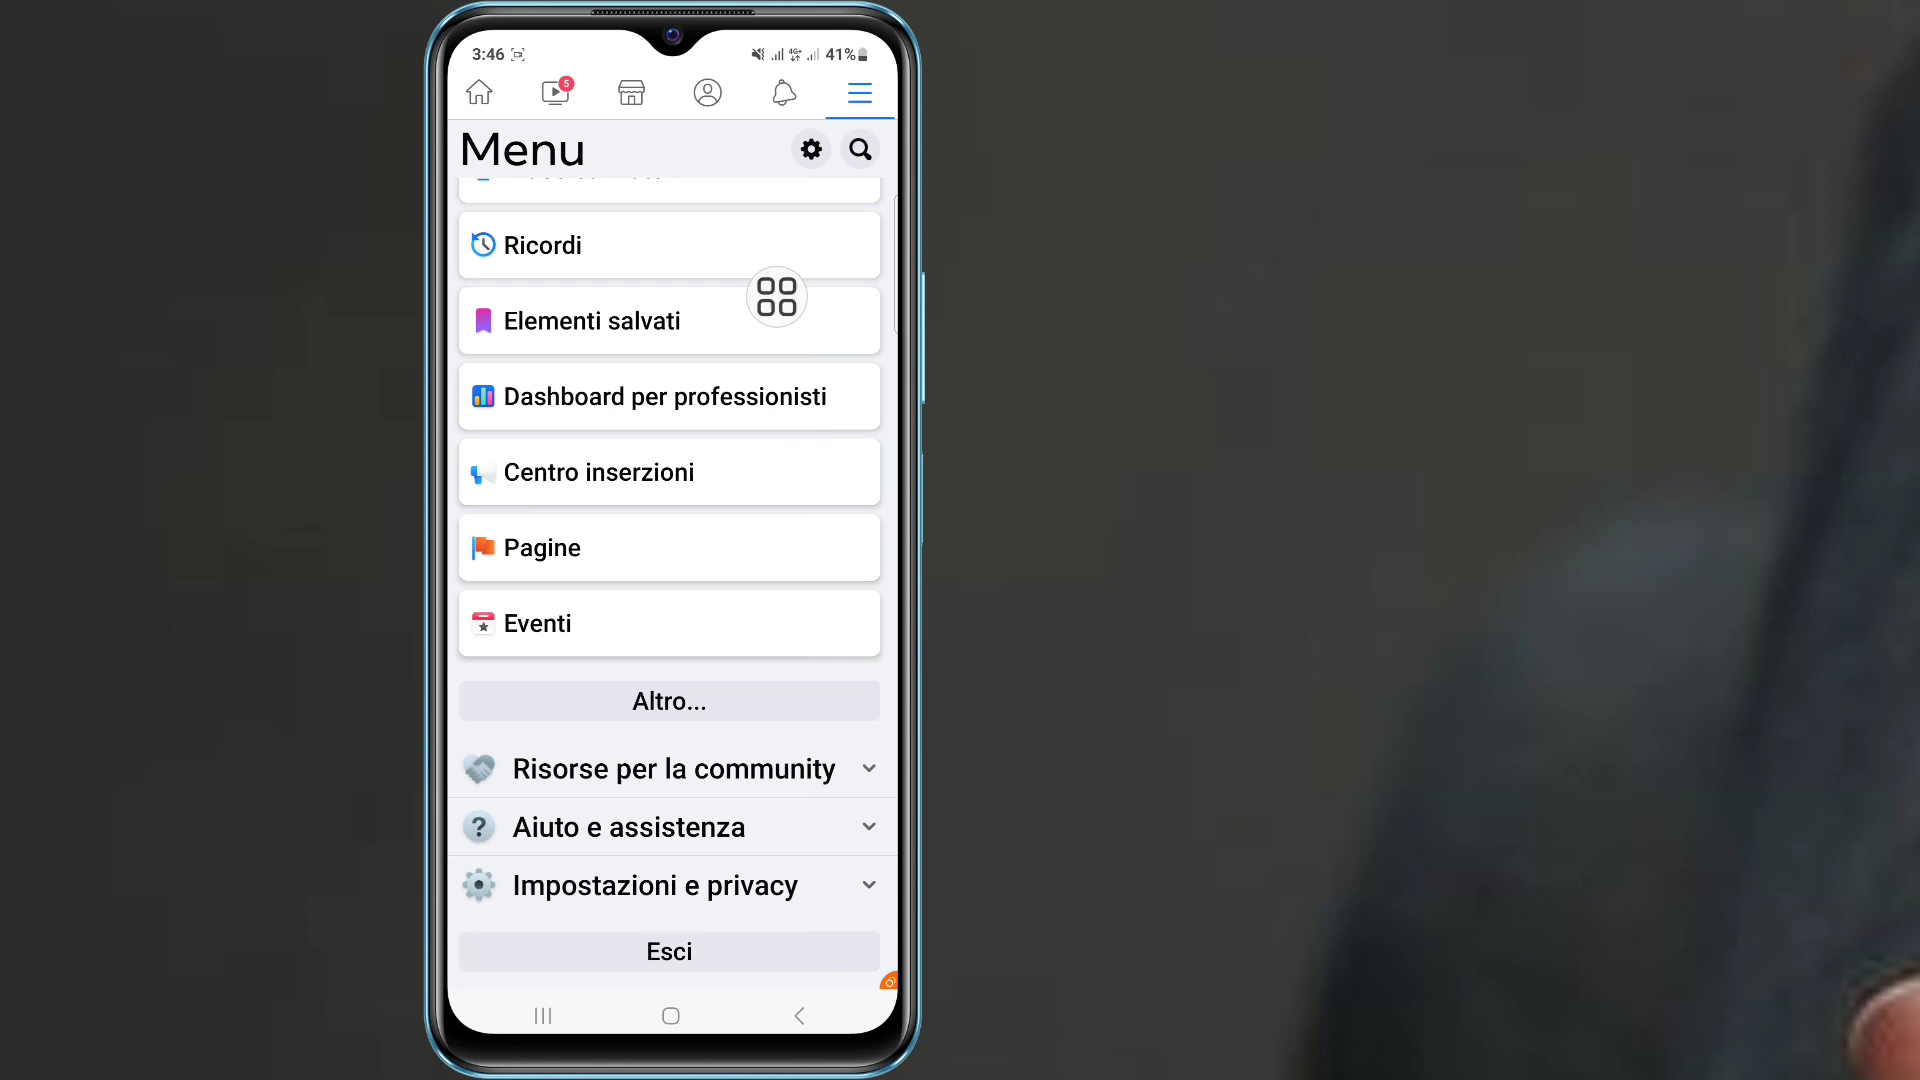 3:46
4G+
41%
5
Menu
Ricordi
Elementi salvati
Dashboard per professionisti
Centro inserzioni
Pagine
Eventi
Altro...
Risorse per la community
Aiuto e assistenza
Impostazioni e privacy
Esci